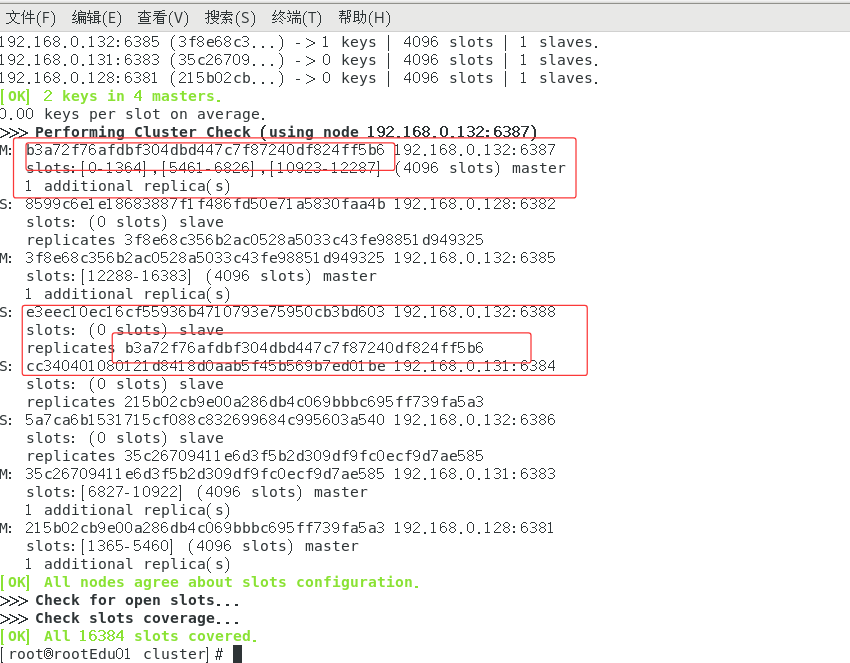 文件(F) 编辑(E) 查看(V) 搜索(S) 终端(T) 帮助(H)
192.168.0.132:6385 (3f8e68c3...) -> 1 keys | 4096 slots | 1 slaves.
192.168.0.131:6383 (35c26709...) -> 0 keys | 4096 slots | 1 slaves.
192.168.0.128:6381 (215b02cb...) -> 0 keys | 4096 slots | 1 slaves.
[OK] 2 keys in 4 masters.
0.00 keys per slot on average.
>>> Performing Cluster Check (using node 192.168.0.132:6387)
M: b3a72f76afdbf304dbd447c7f87240df824ff5b6 192.168.0.132:6387
slots:[0-1364],[5461-6826],[10923-12287] (4096 slots) master
1 additional replica(s)
S: 8599c6e1e18683887f1f486fd50e71a5830faa4b 192.168.0.128:6382
slots: (0 slots) slave
replicates 3f8e68c356b2ac0528a5033c43fe98851d949325
M: 3f8e68c356b2ac0528a5033c43fe98851d949325 192.168.0.132:6385
slots:[12288-16383] (4096 slots) master
1 additional replica(s)
S: e3eec10ec16cf55936b4710793e75950cb3bd603 192.168.0.132:6388
slots: (0 slots) slave
replicates b3a72f76afdbf304dbd447c7f87240df824ff5b6
S: cc340401080121d8418d0aab5f45b569b7ed01be 192.168.0.131:6384
slots: (0 slots) slave
replicates 215b02cb9e00a286db4c069bbbc695ff739fa5a3
S: 5a7ca6b1531715cf088c832699684c995603a540 192.168.0.132:6386
slots: (0 slots) slave
replicates 35c26709411e6d3f5b2d309df9fc0ecf9d7ae585
M: 35c26709411e6d3f5b2d309df9fc0ecf9d7ae585 192.168.0.131:6383
slots:[6827-10922] (4096 slots) master
1 additional replica(s)
M: 215b02cb9e00a286db4c069bbbc695ff739fa5a3 192.168.0.128:6381
slots:[1365-5460] (4096 slots) master
1 additional replica(s)
[OK] All nodes agree about slots configuration.
>>> Check for open slots...
>>> Check slots coverage...
[OK] All 16384 slots covered.
[root@rootEdu01 cluster]#